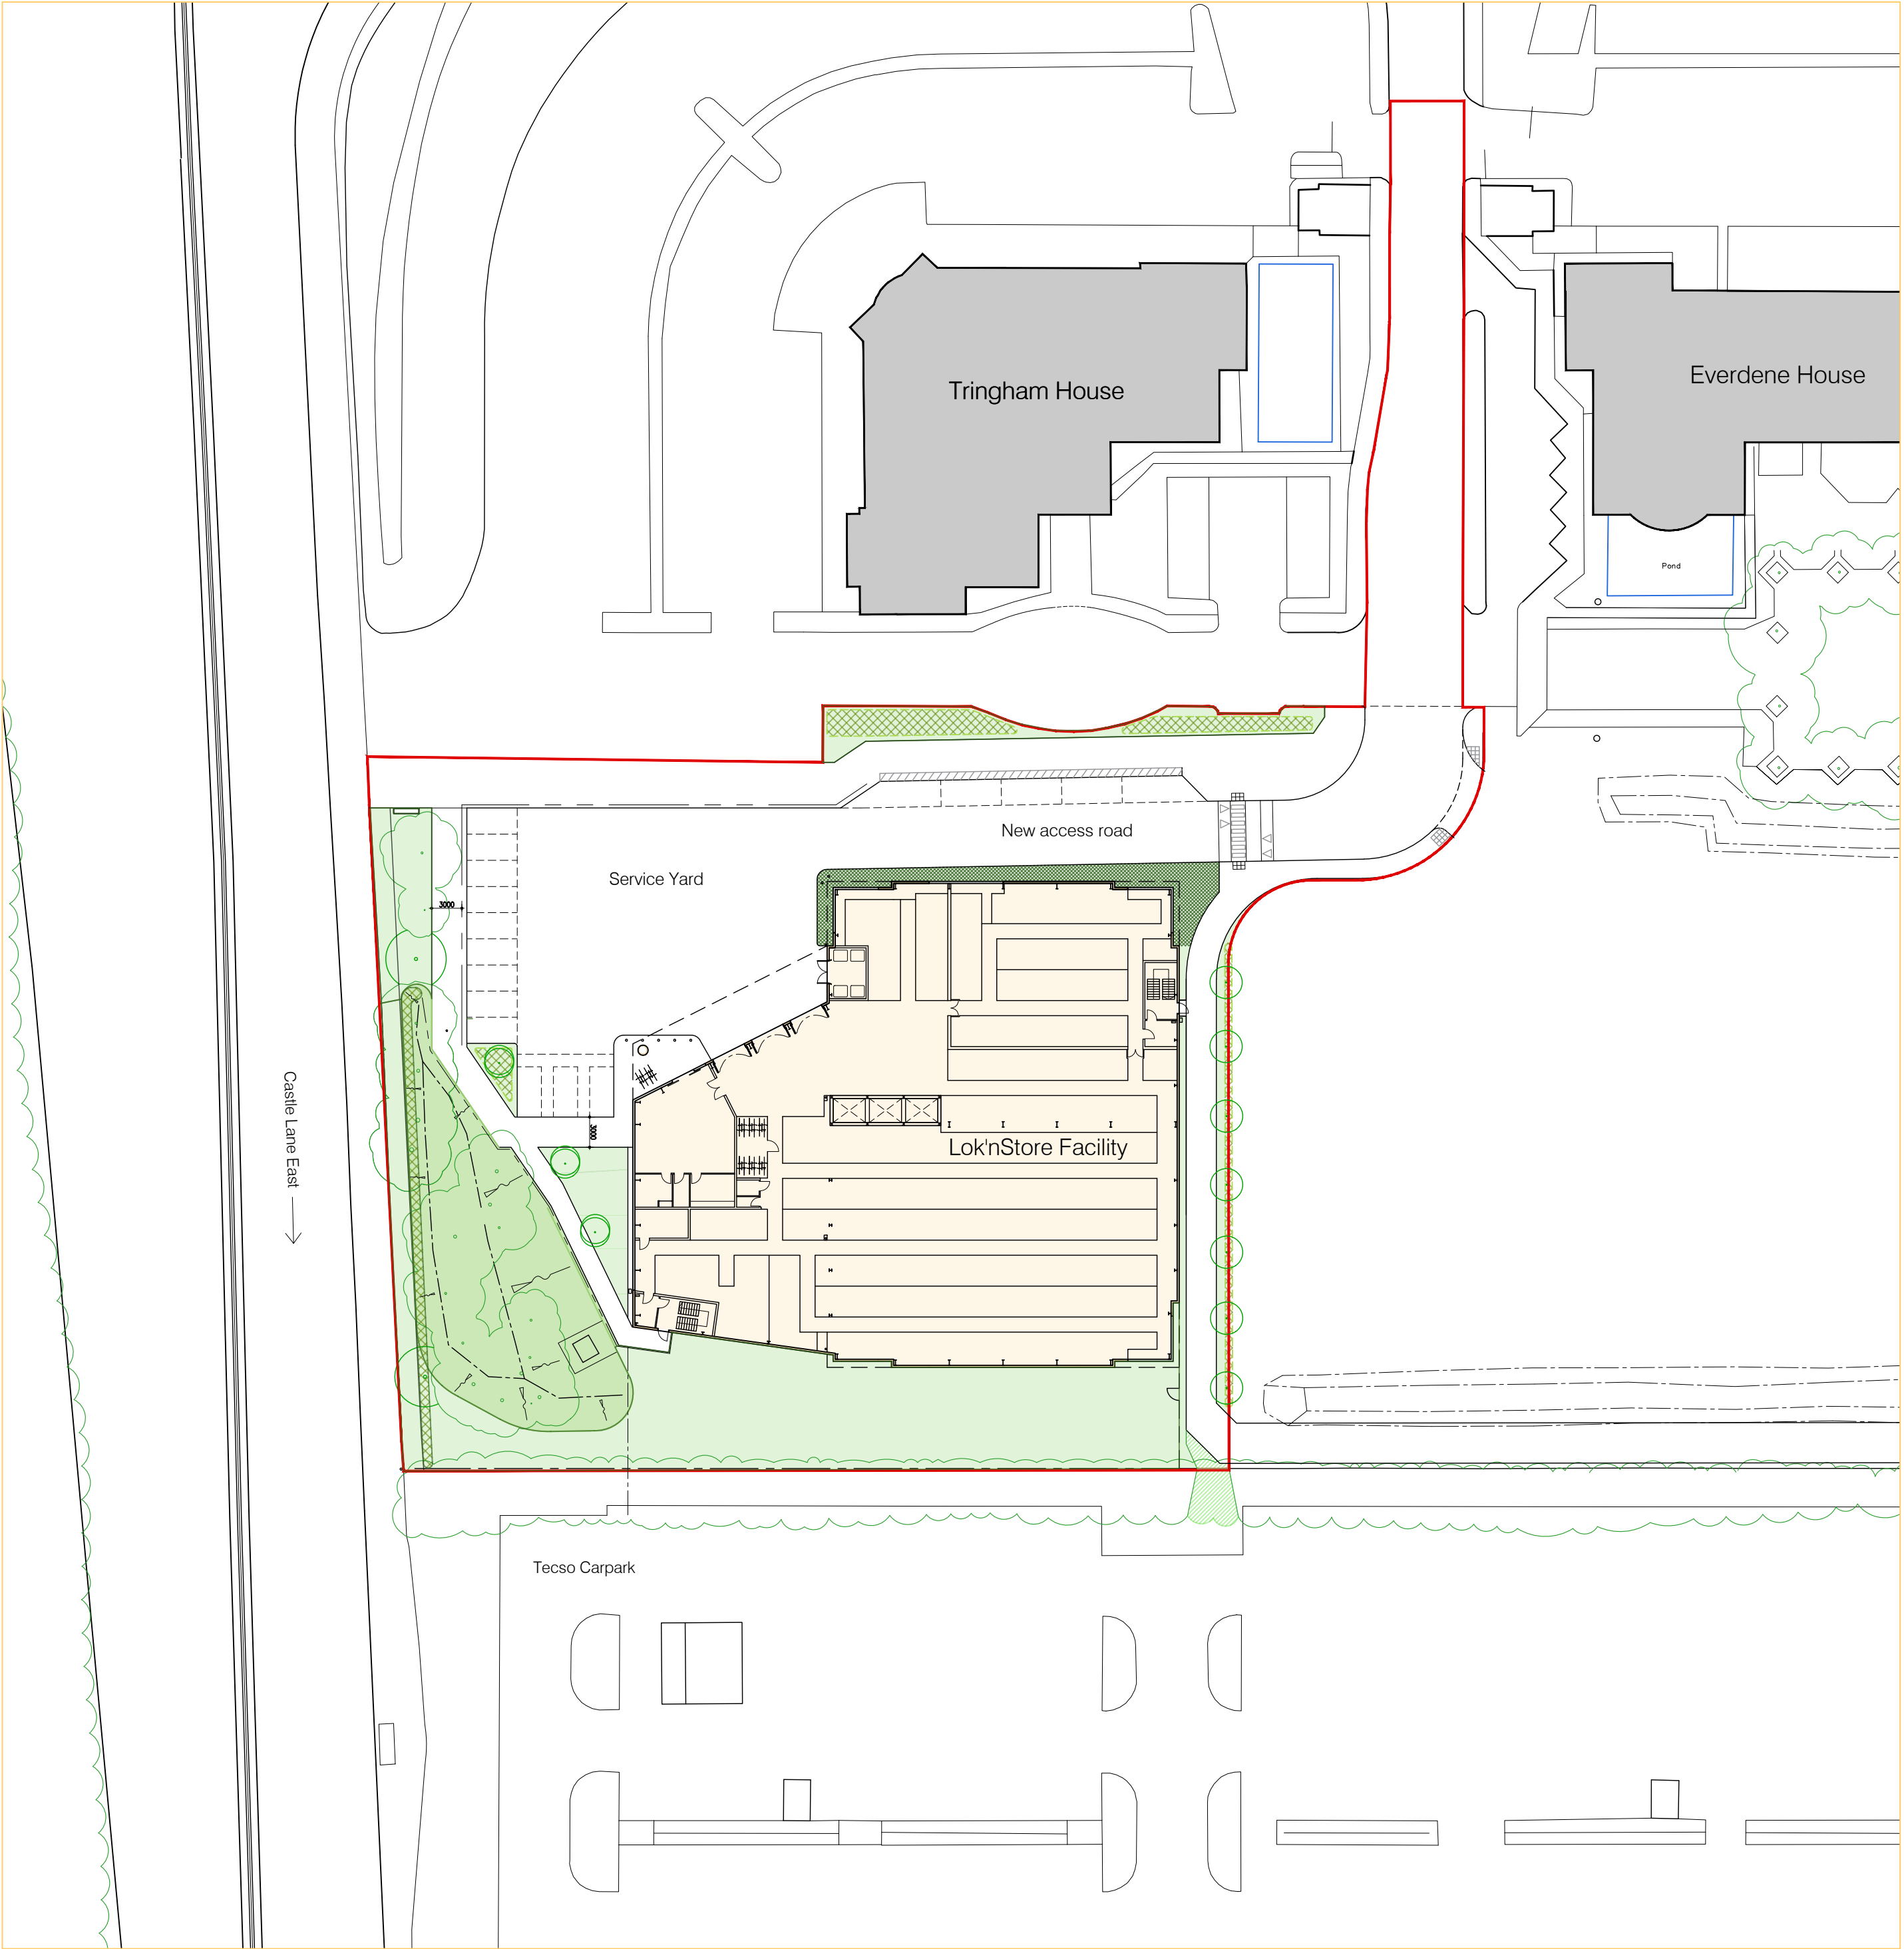 Tringham House
Everdene House
Pond
New access road
Service Yard
3000
3000
Castle Lane East
Lok'nStore Facility
Tecso Carpark